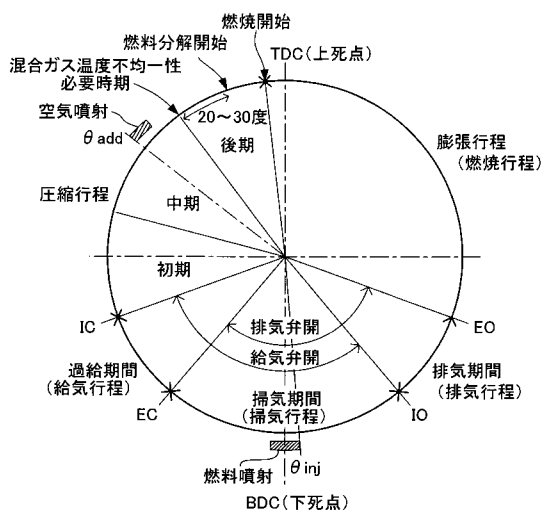 燃焼開始
燃料分解開始
TDC(上死点)
混合ガス温度不均一性
必要時期
空気噴射
θ add
20～30度
後期
膨張行程
(燃焼行程)
圧縮行程
中期
初期
IC
排気弁開
EO
給気弁開
過給期間
(給気行程)
排気期間
(排気行程)
EC
掃気期間
(掃気行程)
IO
燃料噴射
θ inj
BDC(下死点)